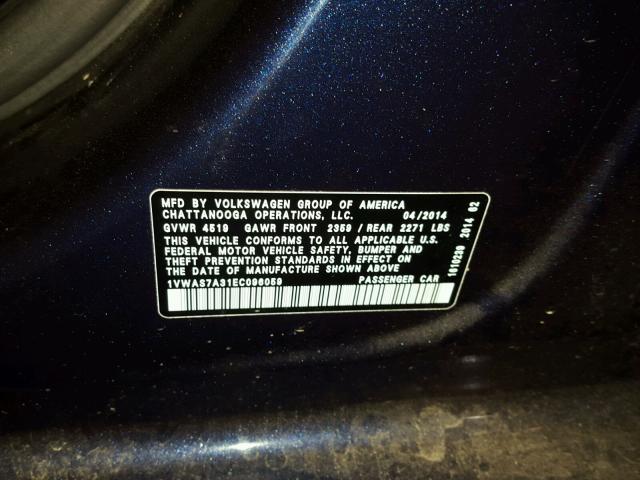 MFD BY VOLKSWAGEN GROUP OF AMERICA
CHATTANOOGA OPERATIONS, LLC. 04/2014
GVWR 4519 GAWR FRONT 2359 / REAR 2271 LBS
THIS VEHICLE CONFORMS TO ALL APPLICABLE U.S.
FEDERAL MOTOR VEHICLE SAFETY, BUMPER AND
THEFT PREVENTION STANDARDS IN EFFECT ON
THE DATE OF MANUFACTURE SHOWN ABOVE
1VWAS7A31EC096059 PASSENGER CAR
1610239 2014 02